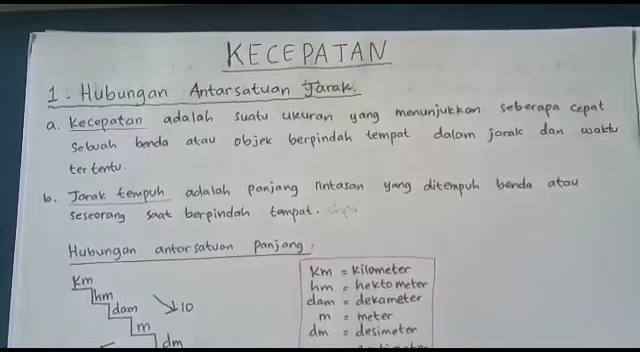 KECEPATAN
1. Hubungan Antarsatuan Jarak.
a. Kecepatan adalah suatu ukuran yang menunjukkan seberapa cepat
sebuah benda atau objek berpindah tempat dalam jarak dan waktu
tertentu.
b. Jarak tempuh adalah panjang lintasan yang ditempuh benda atau
seseorang saat berpindah tempat.
Hubungan antarsatuan panjang :
km
hm
dam
m
dm
10
km = kilometer
hm = hektometer
dam = dekameter
m = meter
dm = desimeter